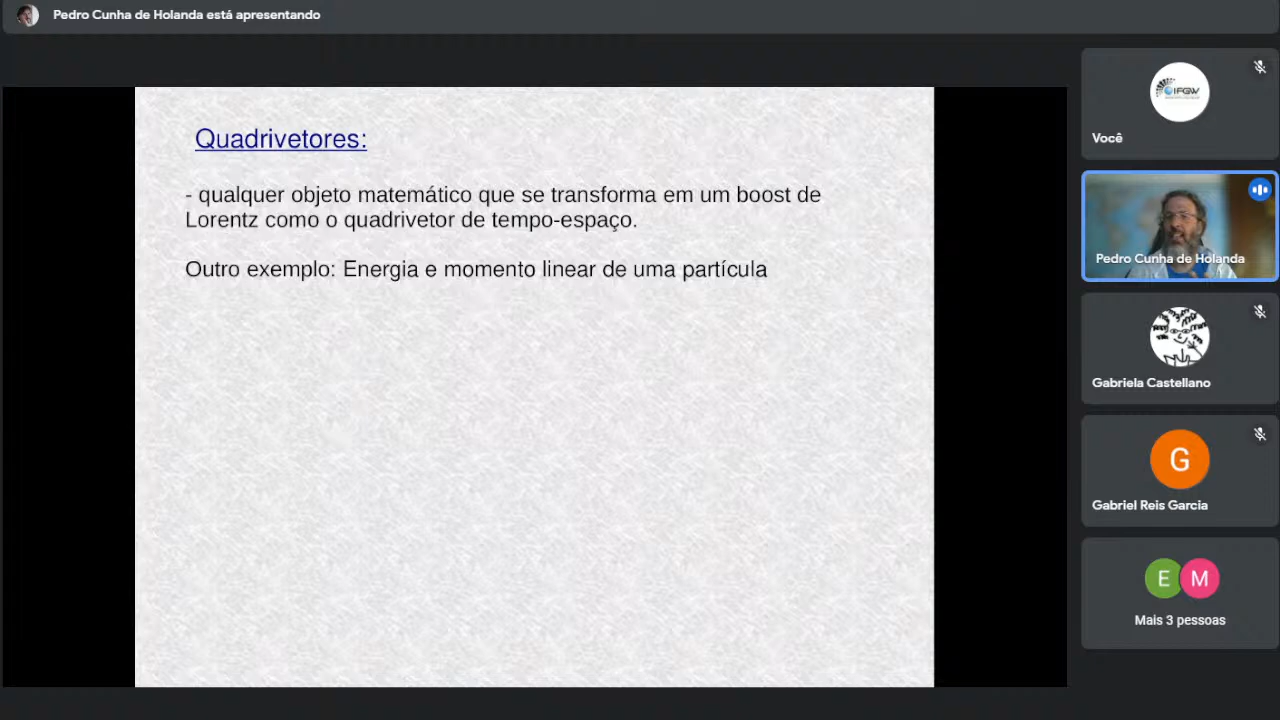 Pedro Cunha de Holanda está apresentando
Quadrivetores:
- qualquer objeto matemático que se transforma em um boost de
Lorentz como o quadrivetor de tempo-espaço.
Outro exemplo: Energia e momento linear de uma partícula
IFGW
Você
Pedro Cunha de Holanda
Gabriela Castellano
G
Gabriel Reis Garcia
E M
Mais 3 pessoas